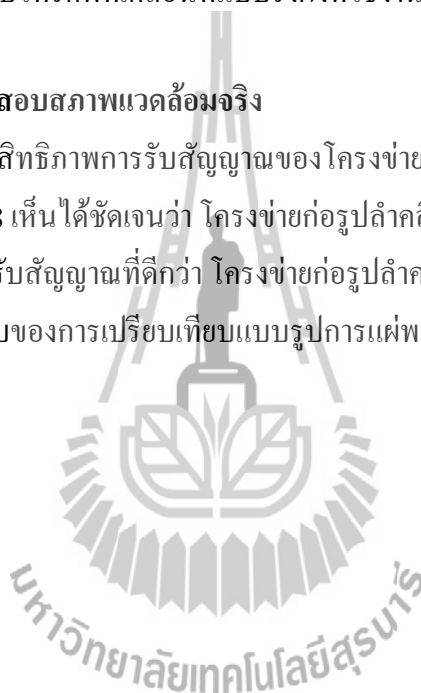 สอบสภาพแวดล้อมจริง
สิทธิภาพการรับสัญญาณของโครงข่าย
เห็นได้ชัดเจนว่า โครงข่ายก่อรูปลำคลื
รับสัญญาณที่ดีกว่า โครงข่ายก่อรูปลำค
บของการเปรียบเทียบแบบรูปการแผ่พ
มหาวิทยาลัยเทคโนโลยีสุรนารี